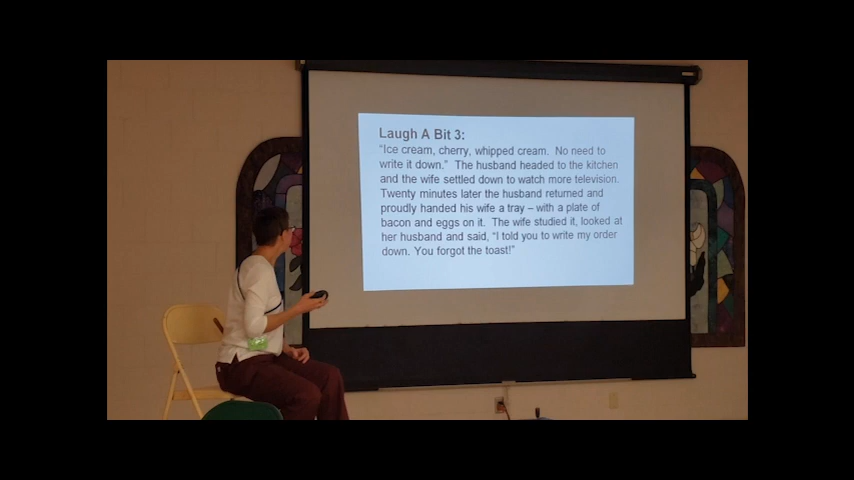 Laugh A Bit 3:
"Ice cream, cherry, whipped cream. No need to
write it down." The husband headed to the kitchen
and the wife settled down to watch more television.
Twenty minutes later the husband returned and
proudly handed his wife a tray – with a plate of
bacon and eggs on it. The wife studied it, looked at
her husband and said, "I told you to write my order
down. You forgot the toast!"